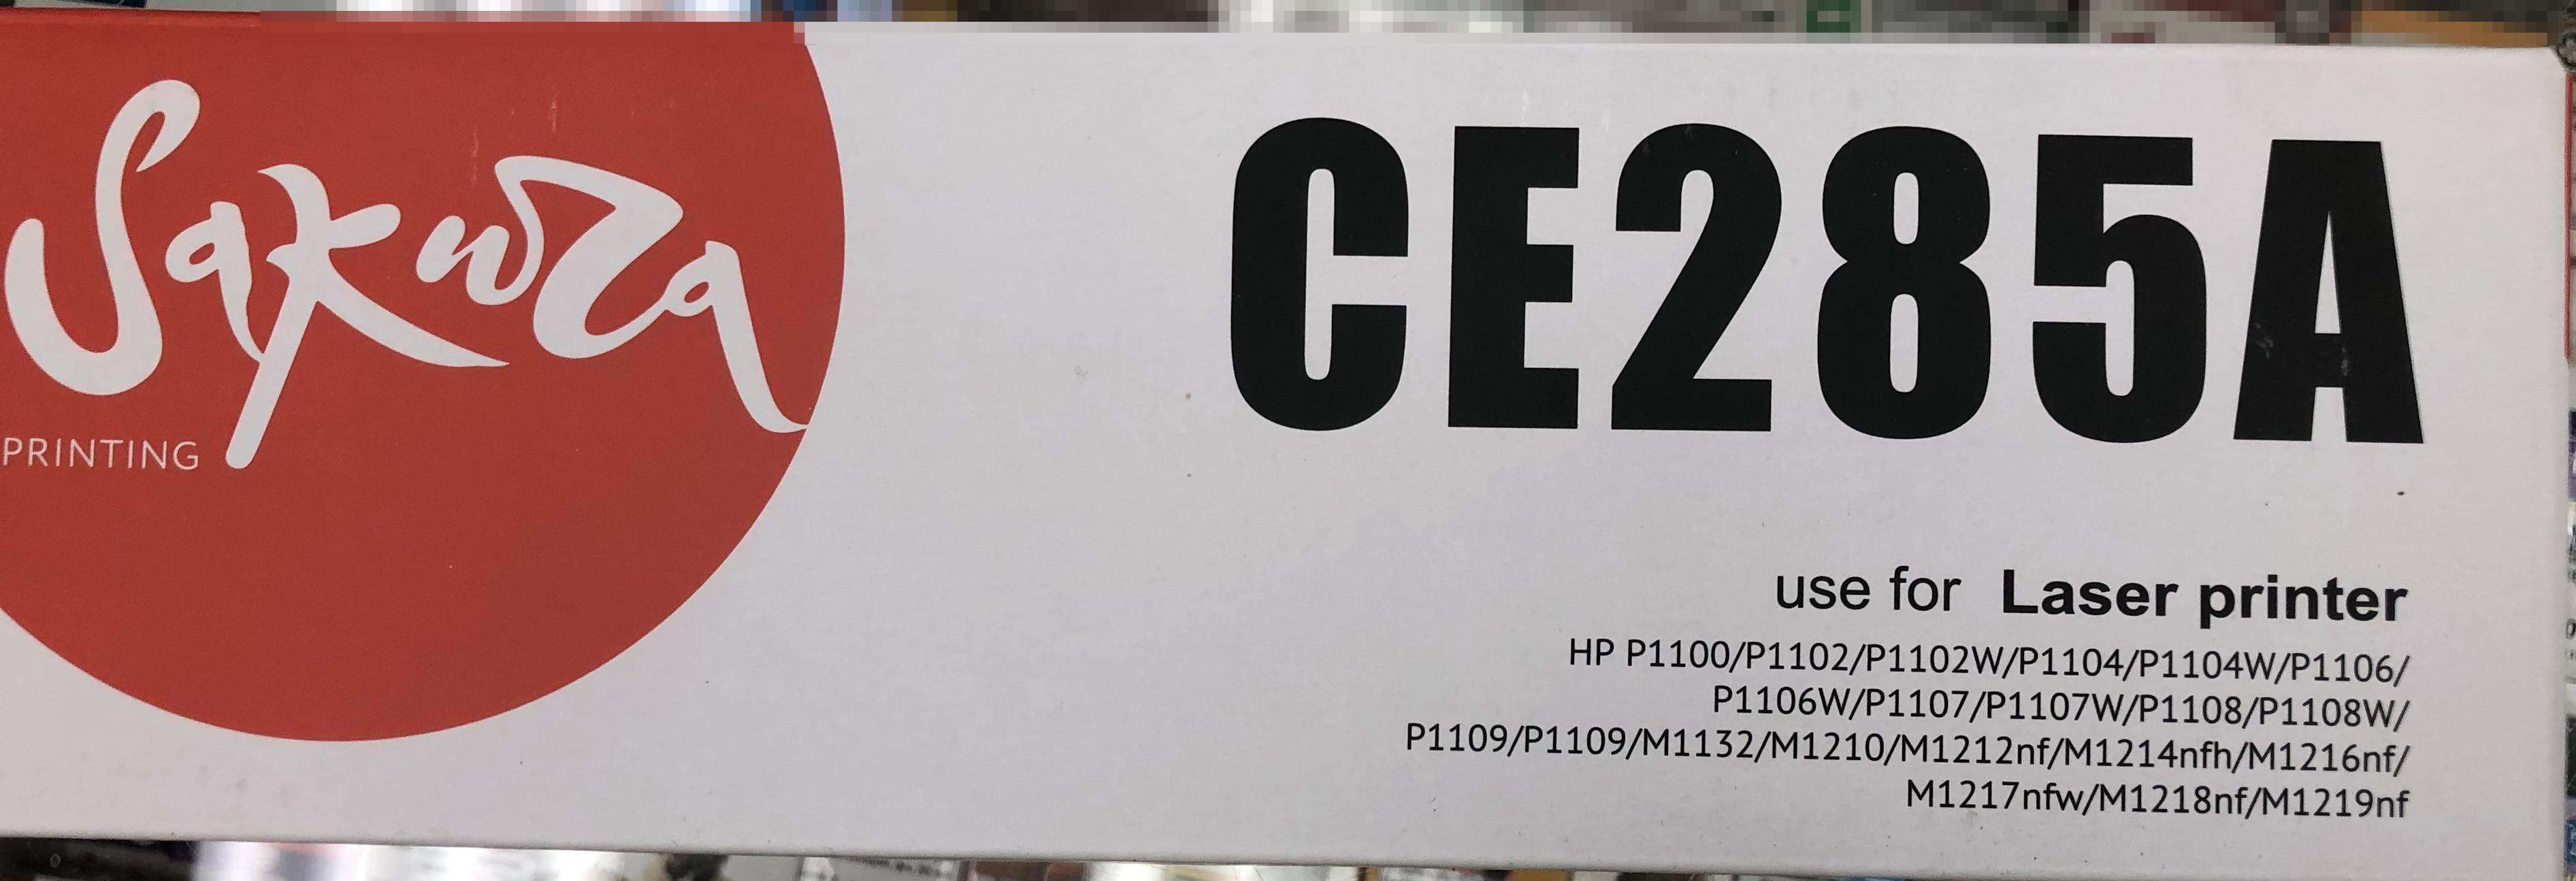 Sakura
PRINTING
CE285A
use for Laser printer
HP P1100/P1102/P1102W/P1104/P1104W/P1106/
P1106W/P1107/P1107W/P1108/P1108W/
P1109/P1109/M1132/M1210/M1212nf/M1214nfh/M1216nf/
M1217nfw/M1218nf/M1219nf